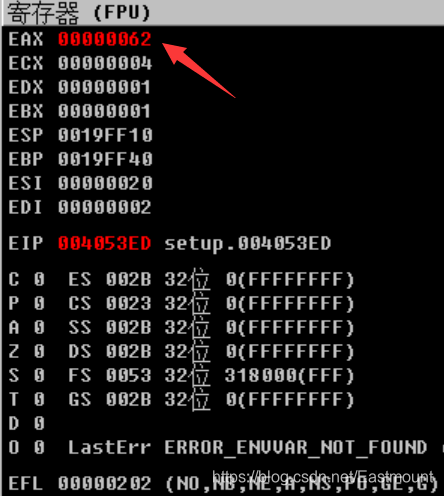 寄存器 (FPU)
EAX 00000062
ECX 00000004
EDX 00000001
EBX 00000001
ESP 0019FF10
EBP 0019FF40
ESI 00000020
EDI 00000002
EIP 004053ED setup.004053ED
C 0 ES 002B 32位 0(FFFFFFFF)
P 0 CS 0023 32位 0(FFFFFFFF)
A 0 SS 002B 32位 0(FFFFFFFF)
Z 0 DS 002B 32位 0(FFFFFFFF)
S 0 FS 0053 32位 318000(FFF)
T 0 GS 002B 32位 0(FFFFFFFF)
D 0
O 0 LastErr ERROR_ENVVAR_NOT_FOUND
https://blog.csdn.net/Eastmount
EFL 00000202 (NO,NB,NE,A,NS,PO,GE,G)